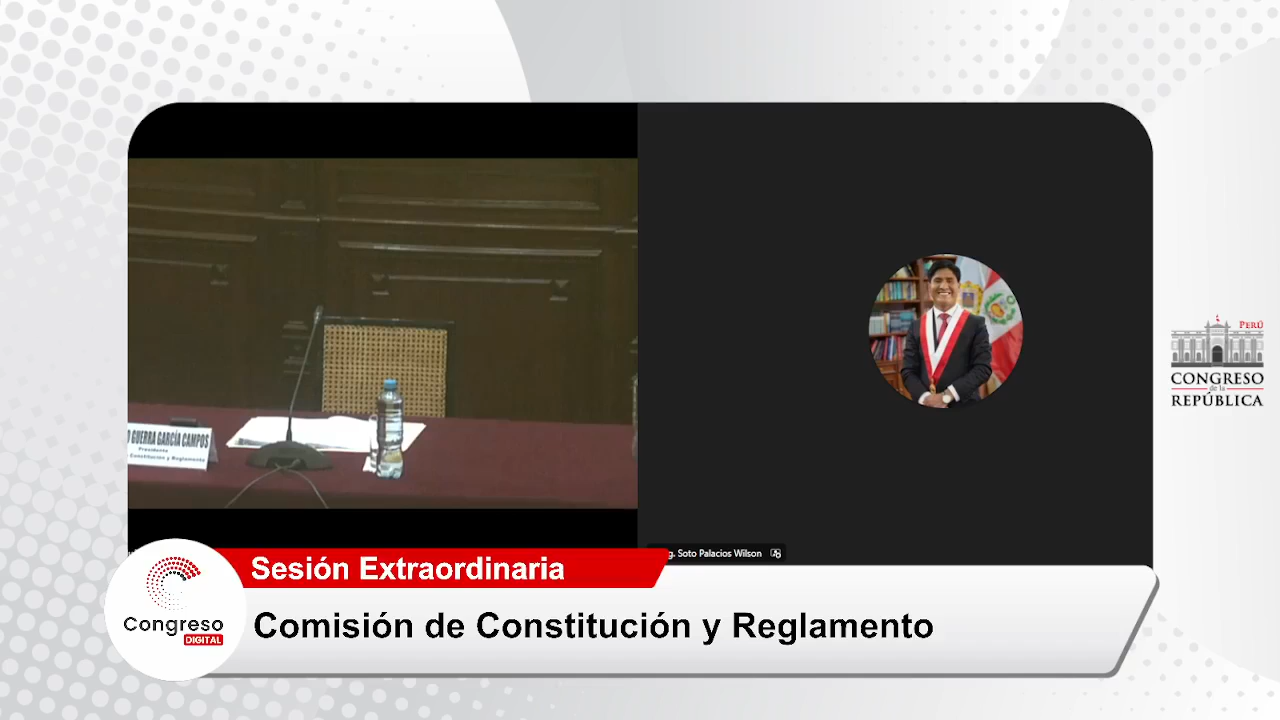 GUERRA GARCÍA CAMPOS
Presidente
Constitución y Reglamento
Soto Palacios Wilson
PERÚ
CONGRESO
de la
REPÚBLICA
Sesión Extraordinaria
Comisión de Constitución y Reglamento
Congreso
DIGITAL